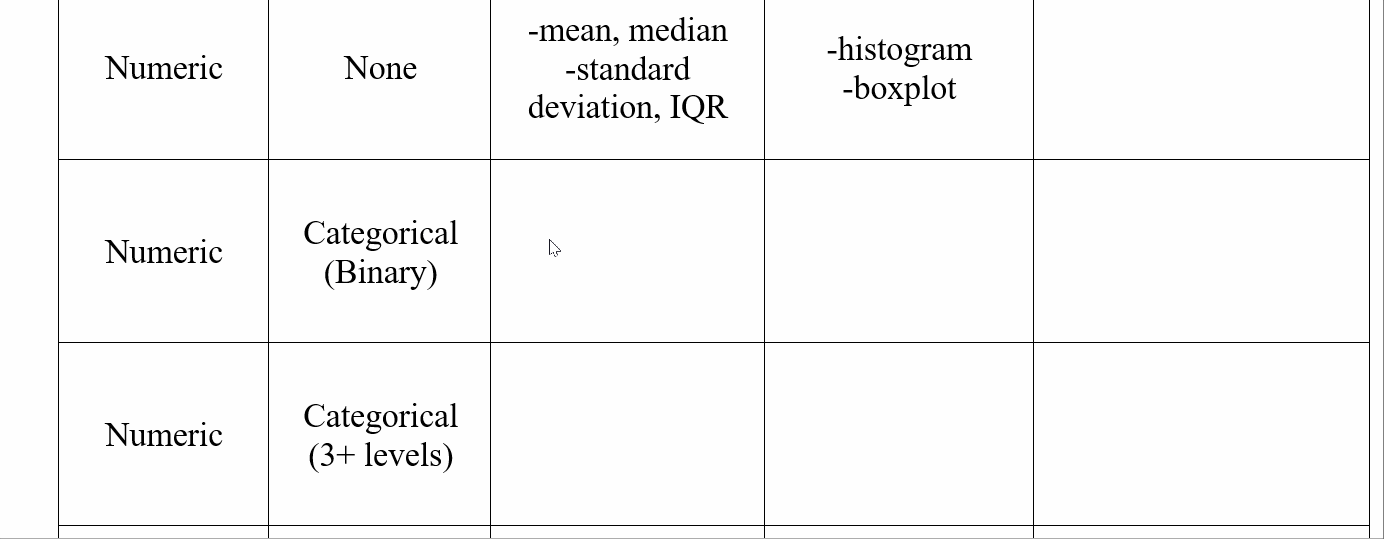 Numeric
None
-mean, median
-standard
deviation, IQR
-histogram
-boxplot
Numeric
Categorical
(Binary)
Numeric
Categorical
(3+ levels)